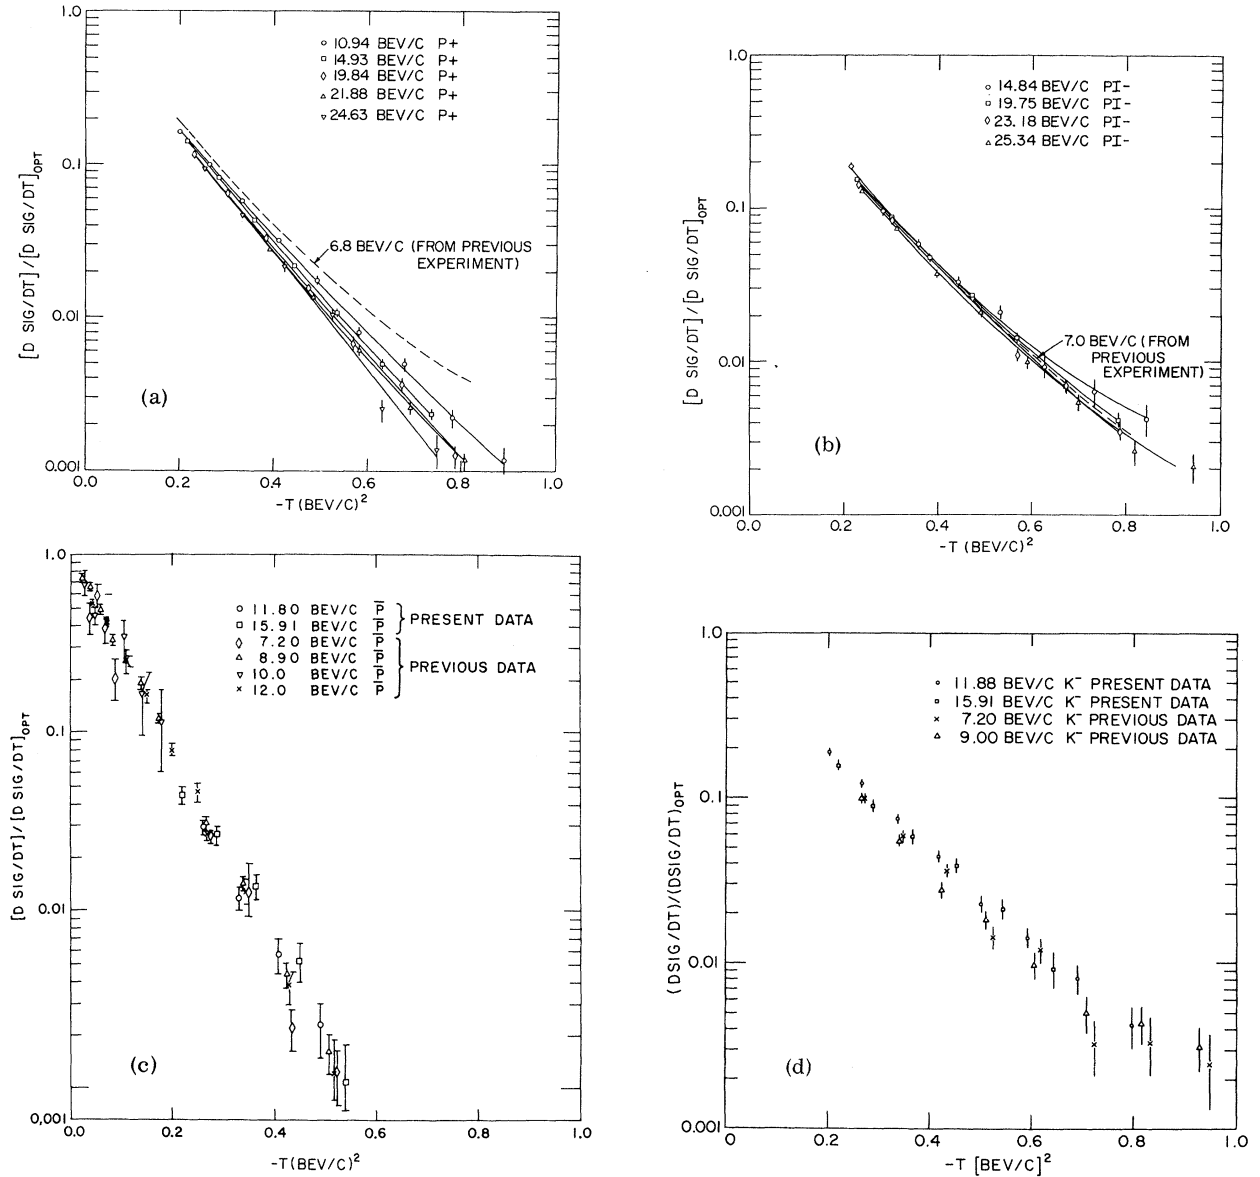 1.0
10.94 BEV/C P+
14.93 BEV/C P+
19.84 BEV/C P+
21.88 BEV/C P+
24.63 BEV/C P+
0.1
[D SIG/DT]/[D SIG/DT]OPT
6.8 BEV/C (FROM PREVIOUS
EXPERIMENT)
0.01
(a)
0.001
0.0 0.2 0.4 0.6 0.8 1.0
-T (BEV/C)2
1.0
14.84 BEV/C PI-
19.75 BEV/C PI-
23.18 BEV/C PI-
25.34 BEV/C PI-
0.1
[D SIG/DT]/[D SIG/DT]OPT
7.0 BEV/C (FROM
PREVIOUS
EXPERIMENT)
0.01
(b)
0.001
0.0 0.2 0.4 0.6 0.8 1.0
-T (BEV/C)2
1.0
11.80 BEV/C P̅
15.91 BEV/C P̅
PRESENT DATA
7.20 BEV/C P̅
8.90 BEV/C P̅
10.0 BEV/C P̅
12.0 BEV/C P̅
PREVIOUS DATA
0.1
[D SIG/DT]/[D SIG/DT]OPT
0.01
(c)
0,001
0.0 0.2 0.4 0.6 0.8 1.0
-T (BEV/C)2
1.0
11.88 BEV/C K- PRESENT DATA
15.91 BEV/C K- PRESENT DATA
7.20 BEV/C K- PREVIOUS DATA
9.00 BEV/C K- PREVIOUS DATA
0.1
(DSIG/DT)/(DSIG/DT)OPT
0.01
(d)
0.001
0 0.2 0.4 0.6 0.8 1.0
-T [BEV/C]2